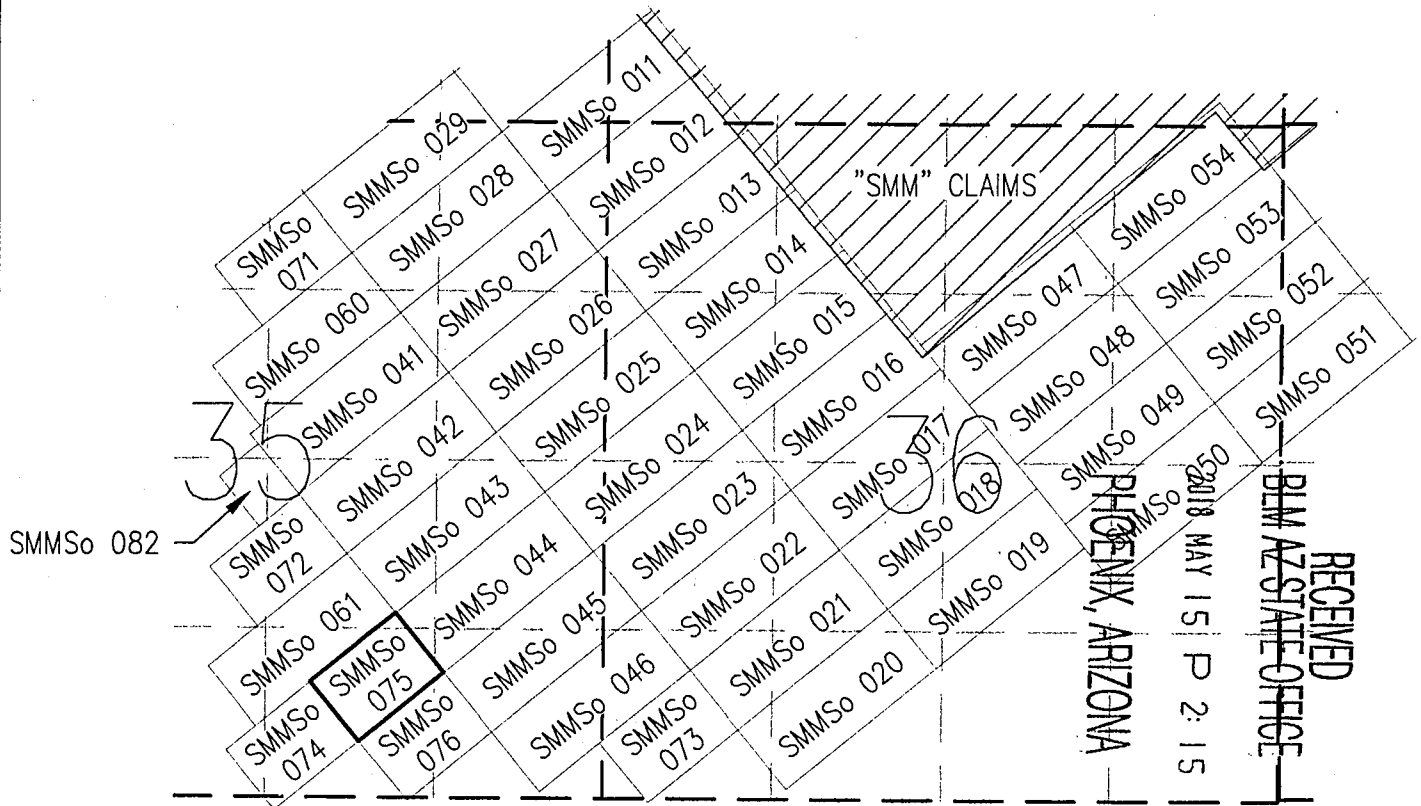 SMMSo 011
SMMSo 029
SMMSo 012
SMMSo 028
SMMSo 054
"SMM" CLAIMS
SMMSo 013
SMMSo
071
SMMSo 027
SMMSo 053
SMMSo 014
SMMSo 047
SMMSo 060
SMMSo 026
SMMSo 052
SMMSo 015
SMMSo 048
SMMSo 041
SMMSo 025
SMMSo 051
SMMSo 016
SMMSo 049
35
SMMSo 042
SMMSo 024
SMMSo 017
36
SMMSo 050
SMMSo 082
SMMSo
072
SMMSo 043
SMMSo 023
SMMSo 018
SMMSo 044
SMMSo 022
SMMSo 019
SMMSo 061
SMMSo 045
SMMSo 021
SMMSo
075
SMMSo 046
SMMSo 020
SMMSo
074
SMMSo
076
SMMSo
073
RECEIVED
BLM AZ STATE OFFICE
2018 MAY 15 P 2:15
PHOENIX, ARIZONA